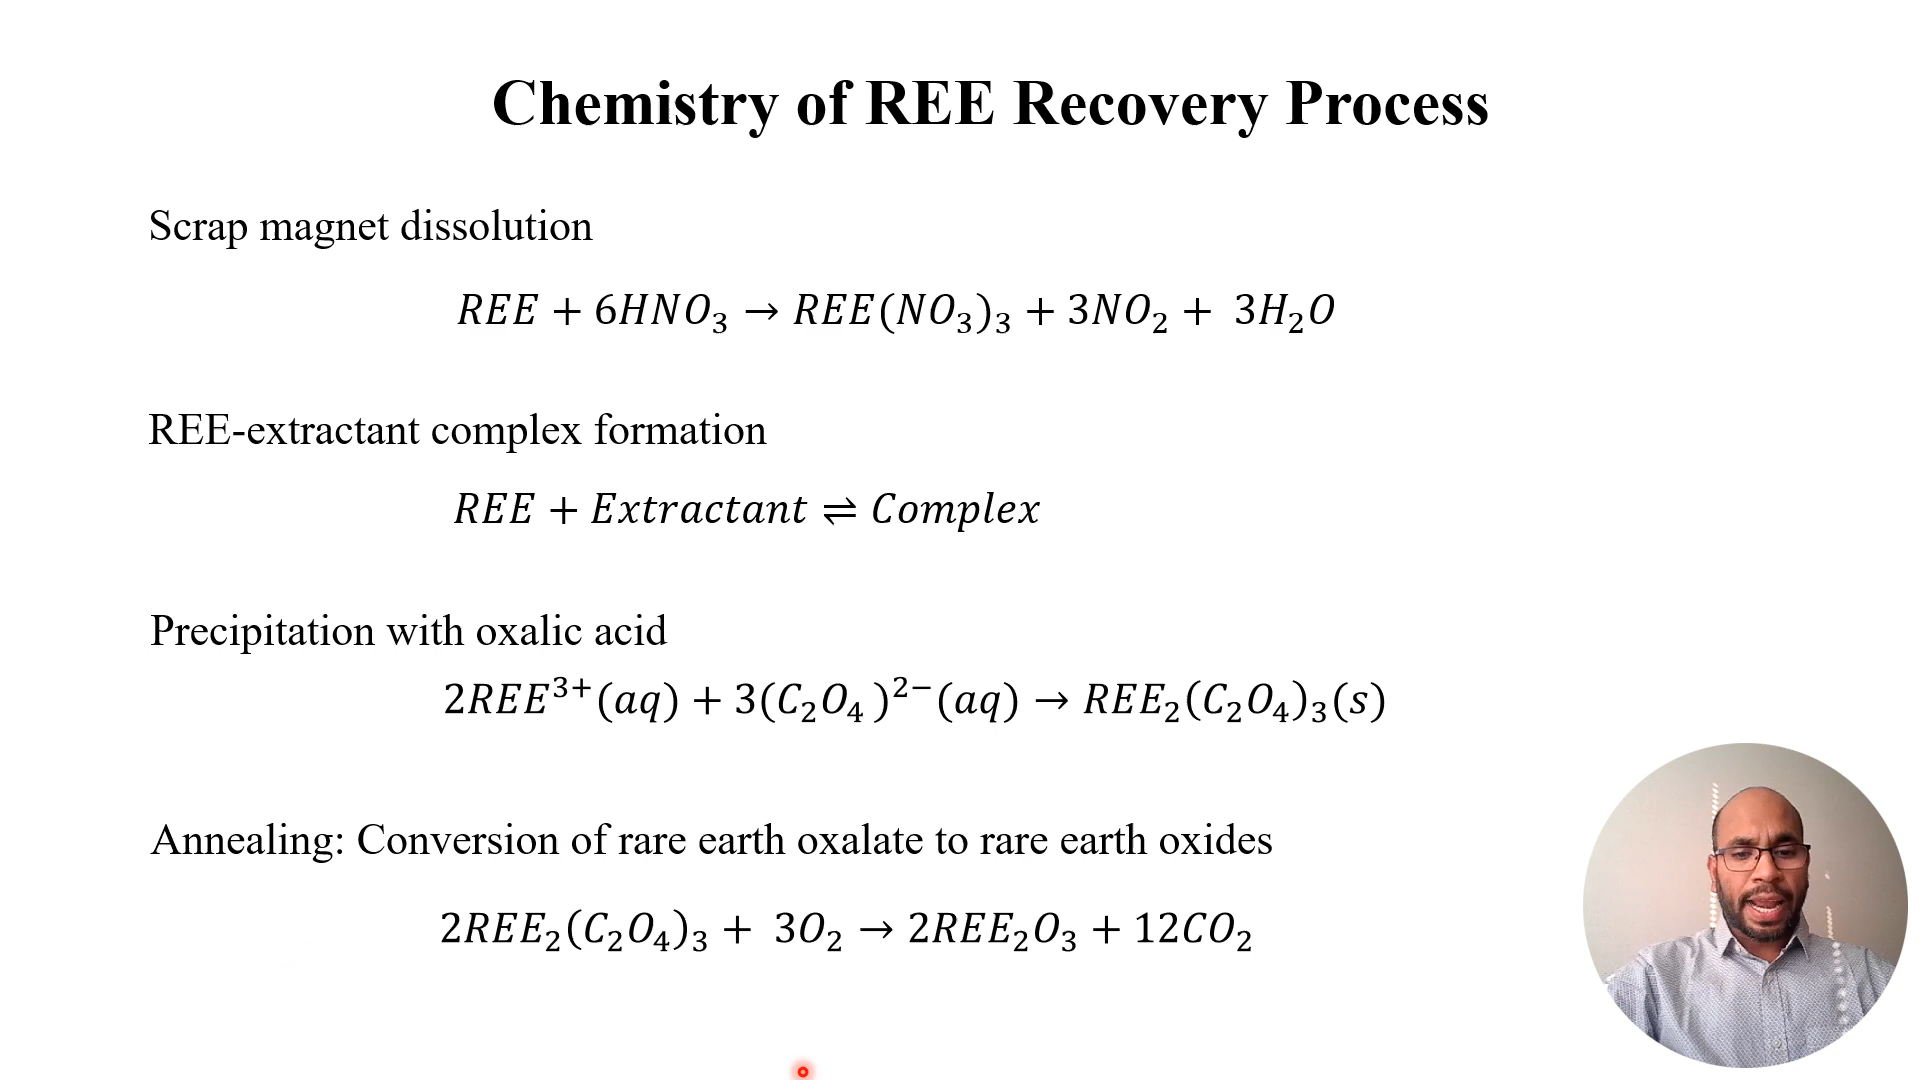 Chemistry of REE Recovery Process
Scrap magnet dissolution
REE + 6HNO₃ → REE(NO₃)₃ + 3NO₂ + 3H₂O
REE-extractant complex formation
REE + Extractant ⇌ Complex
Precipitation with oxalic acid
2REE³⁺(aq) + 3(C₂O₄)²⁻(aq) → REE₂(C₂O₄)₃(s)
Annealing: Conversion of rare earth oxalate to rare earth oxides
2REE₂(C₂O₄)₃ + 3O₂ → 2REE₂O₃ + 12CO₂